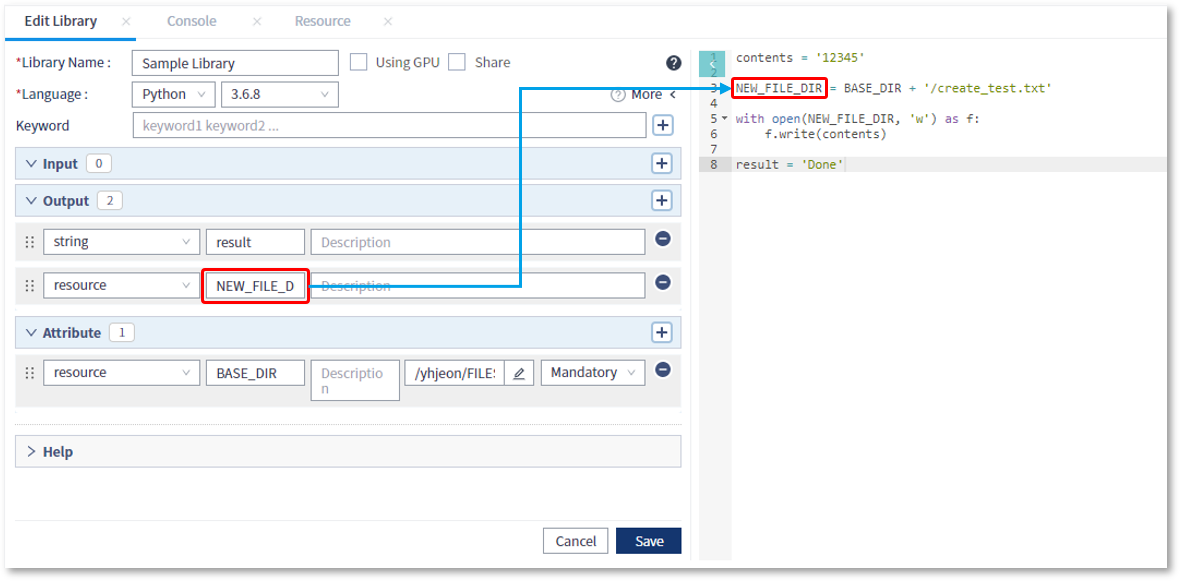 Edit Library × Console × Resource ×
*Library Name : Sample Library Using GPU Share ?
*Language : Python 3.6.8 ? More <
Keyword keyword1 keyword2 ... +
Input 0 +
Output 2 +
string result Description
resource NEW_FILE_D Description
Attribute 1 +
resource BASE_DIR Descriptio
n /yhjeon/FILES Mandatory
Help
Cancel Save
1 contents = '12345'
2
3 NEW_FILE_DIR = BASE_DIR + '/create_test.txt'
4
5 with open(NEW_FILE_DIR, 'w') as f:
6 f.write(contents)
7
8 result = 'Done'